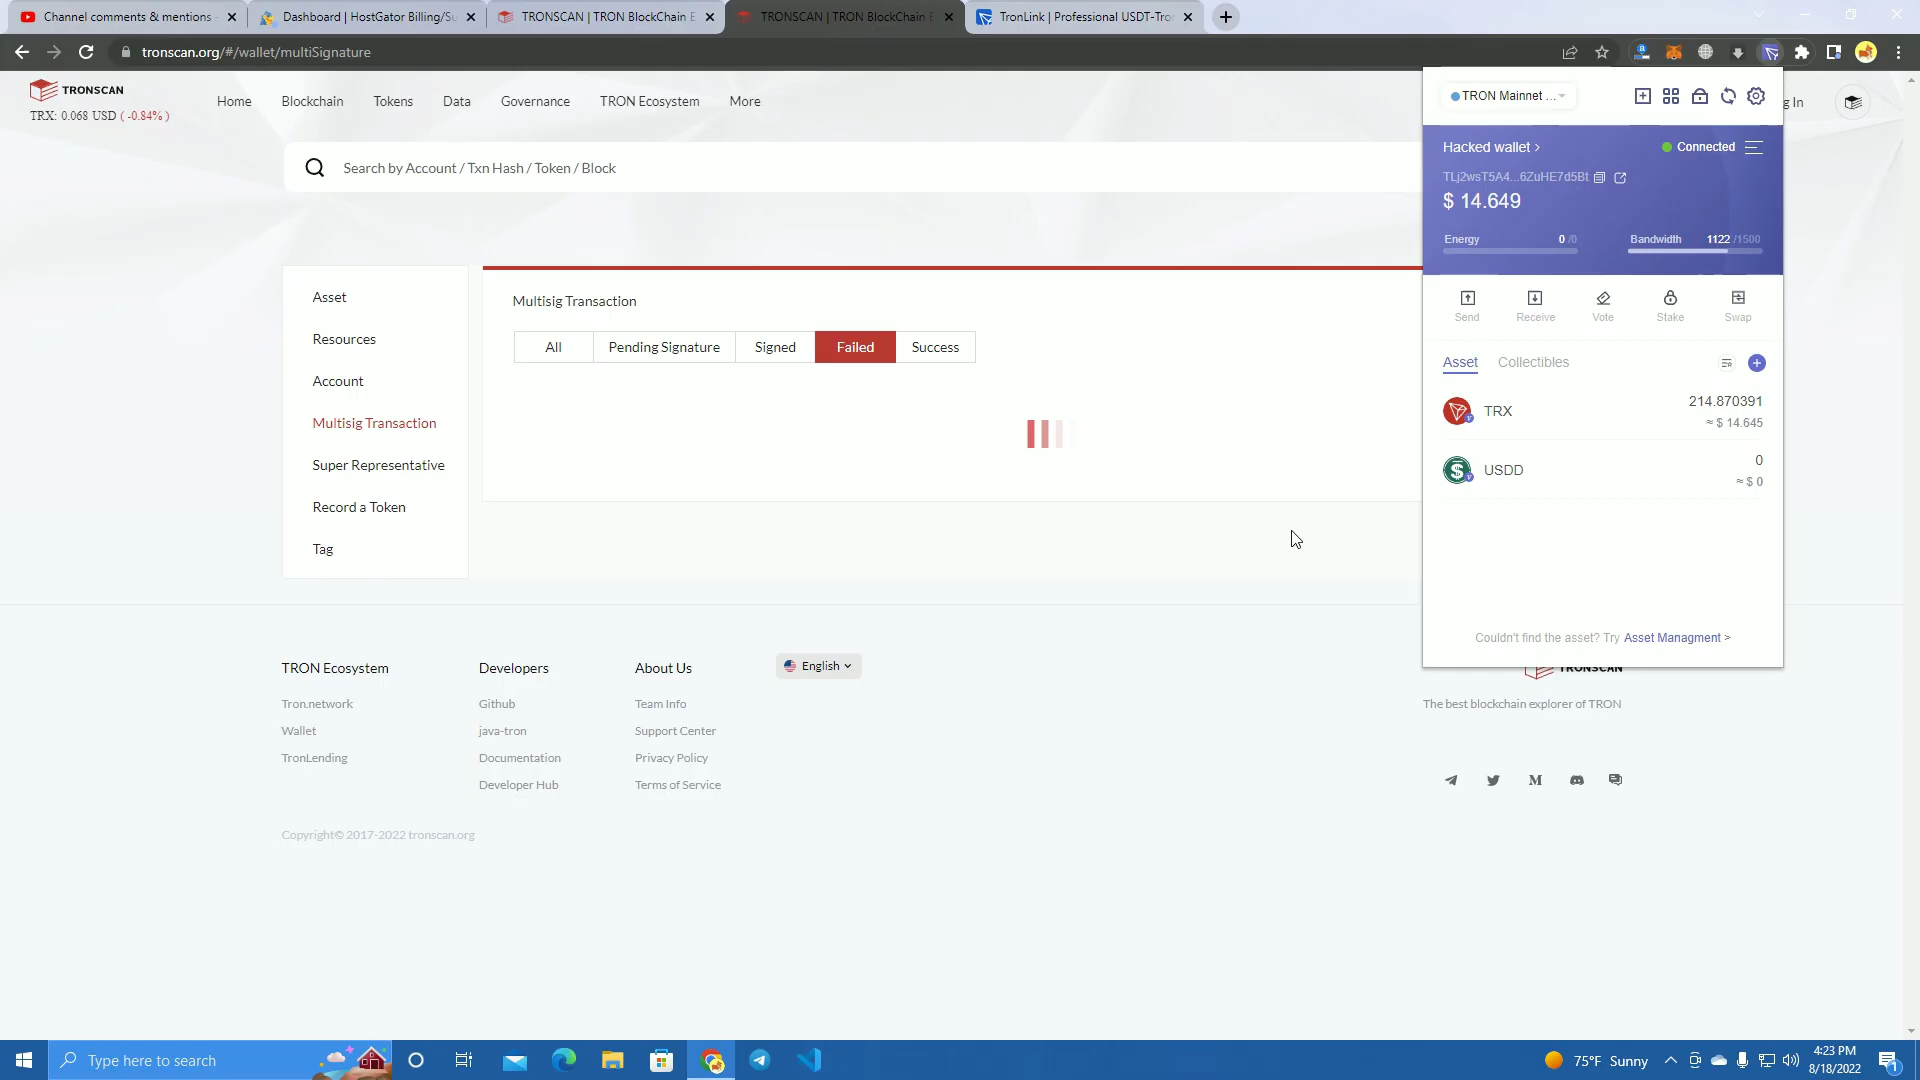 Channel comments & mentions -
Dashboard | HostGator Billing/Su
TRONSCAN | TRON BlockChain E
TRONSCAN | TRON BlockChain E
TronLink | Professional USDT-Tro
tronscan.org/#/wallet/multiSignature
TRONSCAN
TRX: 0.068 USD ( -0.84% )
Home
Blockchain
Tokens
Data
Governance
TRON Ecosystem
More
g In
Search by Account / Txn Hash / Token / Block
TRON Mainnet ...
Hacked wallet >
Connected
TLj2wsT5A4...6ZuHE7d5Bt
$ 14.649
Energy 0 /0
Bandwidth 1122 /1500
Send
Receive
Vote
Stake
Swap
Asset
Collectibles
TRX
214.870391
≈ $ 14.645
USDD
0
≈ $ 0
Couldn't find the asset? Try Asset Managment >
Asset
Resources
Account
Multisig Transaction
Super Representative
Record a Token
Tag
Multisig Transaction
All
Pending Signature
Signed
Failed
Success
TRON Ecosystem
Tron.network
Wallet
TronLending
Developers
Github
java-tron
Documentation
Developer Hub
About Us
Team Info
Support Center
Privacy Policy
Terms of Service
English
TRONSCAN
The best blockchain explorer of TRON
Copyright© 2017-2022 tronscan.org
Type here to search
75°F Sunny
4:23 PM
8/18/2022
1